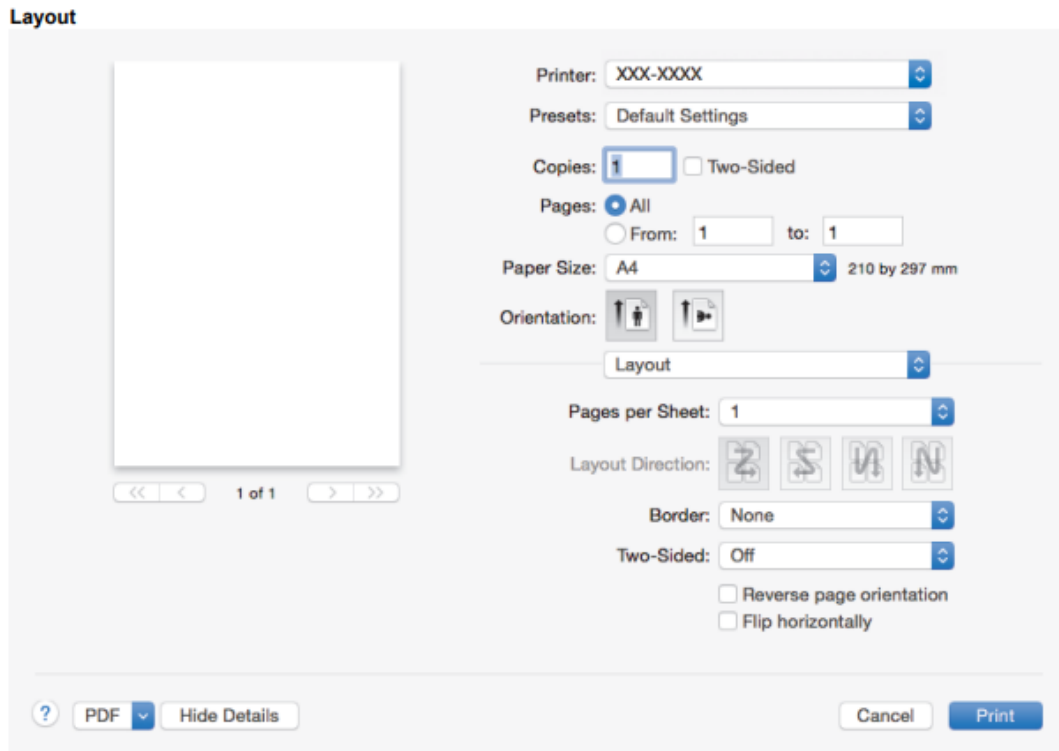 Layout
Printer: XXX-XXXX
Presets: Default Settings
Copies: 1 Two-Sided
Pages: All
From: 1 to: 1
Paper Size: A4 210 by 297 mm
Orientation:
Layout
Pages per Sheet: 1
Layout Direction:
Border: None
Two-Sided: Off
Reverse page orientation
Flip horizontally
<< < 1 of 1 > >>
? PDF Hide Details Cancel Print